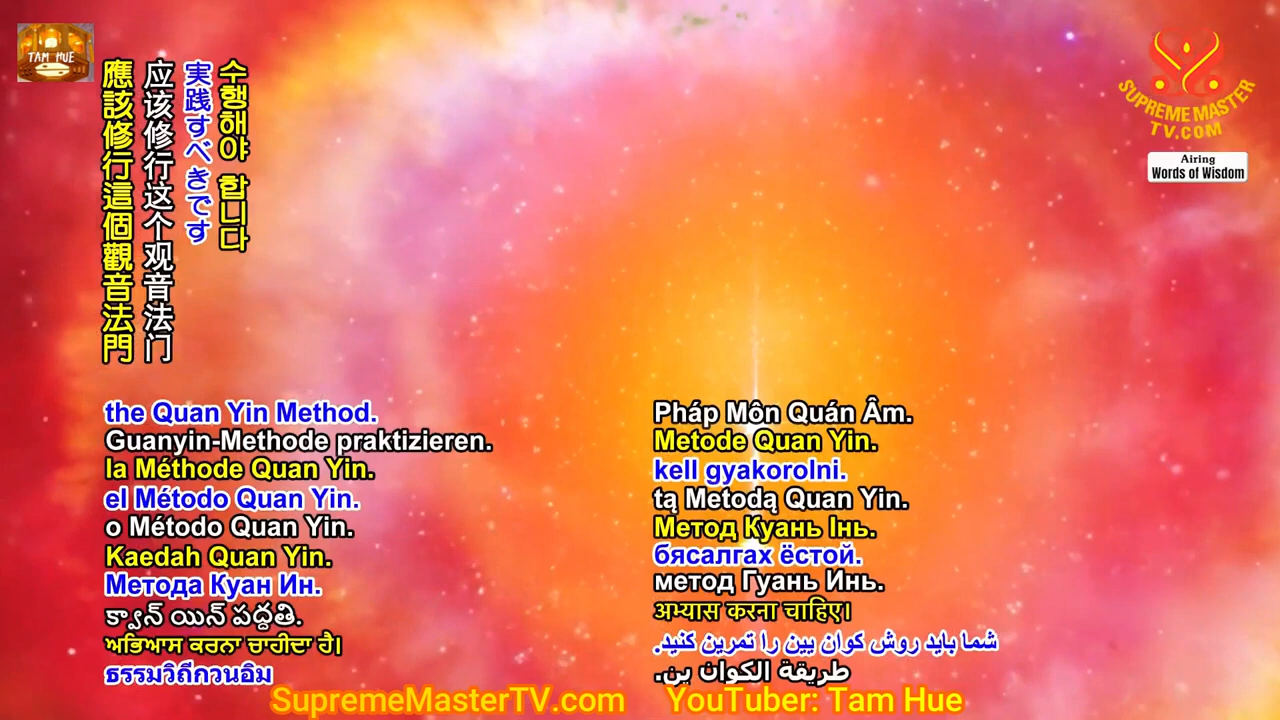 TAM HUE
應該修行這個觀音法門
应该修行这个观音法门
実践すべきです
수행해야 합니다
SUPREME MASTER
TV.COM
Airing
Words of Wisdom
the Quan Yin Method.
Guanyin-Methode praktizieren.
la Méthode Quan Yin.
el Método Quan Yin.
o Método Quan Yin.
Kaedah Quan Yin.
Метода Куан Ин.
క్వాన్ యిన్ పద్ధతి.
ਅਭਿਆਸ ਕਰਨਾ ਚਾਹੀਦਾ ਹੈ।
ธรรมวิถีกวนอิม
Pháp Môn Quán Âm.
Metode Quan Yin.
kell gyakorolni.
tą Metodą Quan Yin.
Метод Куань Інь.
бясалгах ёстой.
метод Гуань Инь.
अभ्यास करना चाहिए।
شما باید روش کوان یین را تمرین کنید.
طريقة الكوان ين.
SupremeMasterTV.com
YouTuber: Tam Hue